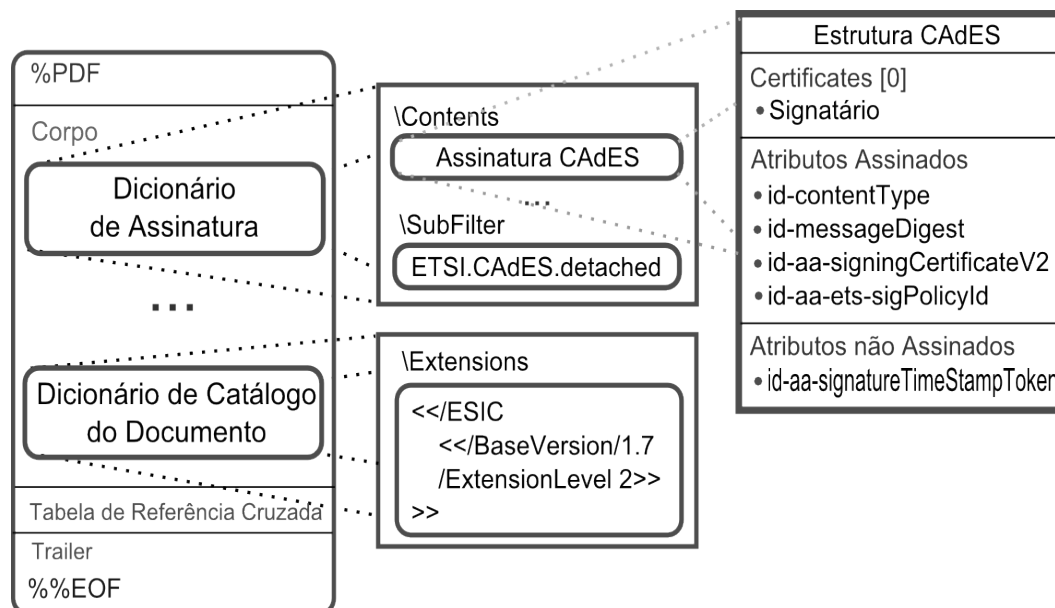 %PDF
Corpo
Dicionário
de Assinatura
...
Dicionário de Catálogo
do Documento
Tabela de Referência Cruzada
Trailer
%%EOF
\Contents
Assinatura CAdES
...
\SubFilter
ETSI.CAdES.detached
\Extensions
<</ESIC
<</BaseVersion/1.7
/ExtensionLevel 2>>
>>
Estrutura CAdES
Certificates [0]
• Signatário
Atributos Assinados
• id-contentType
• id-messageDigest
• id-aa-signingCertificateV2
• id-aa-ets-sigPolicyId
Atributos não Assinados
• id-aa-signatureTimeStampToken